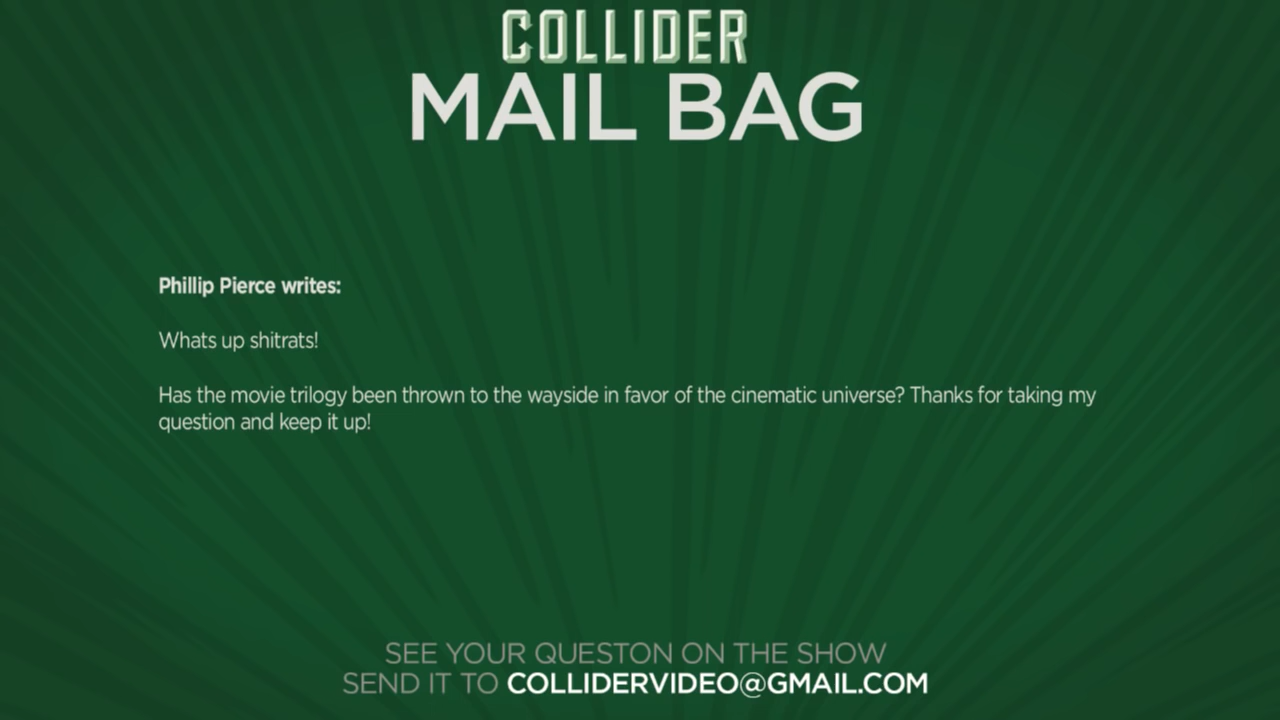 COLLIDER
MAIL BAG
Phillip Pierce writes:
Whats up shitrats!
Has the movie trilogy been thrown to the wayside in favor of the cinematic universe? Thanks for taking my
question and keep it up!
SEE YOUR QUESTON ON THE SHOW
SEND IT TO COLLIDERVIDEO@GMAIL.COM